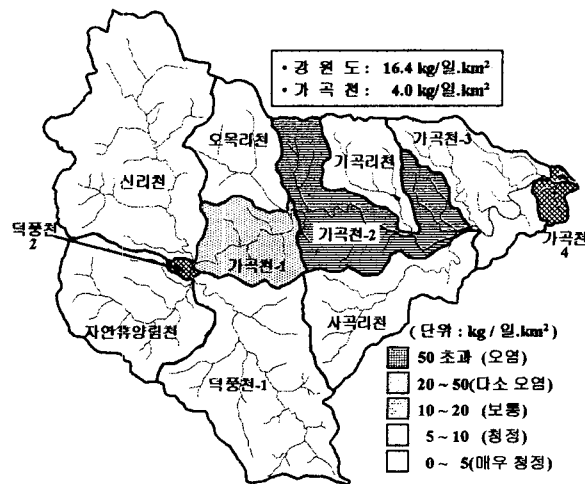 • 강 원 도 : 16.4 kg/일.km²
• 가 곡 천 : 4.0 kg/일.km²
오목리천
가곡천-3
기곡리천
신리천
덕풍천
2
가곡천-2
가곡천
4
가곡천-1
사곡리천
자연휴양림천
(단위 : kg / 일.km²)
덕풍천-1
50 초과 (오염)
20 ~ 50(다소 오염)
10 ~ 20 (보통)
5 ~ 10 (청정)
0 ~ 5(매우 청정)